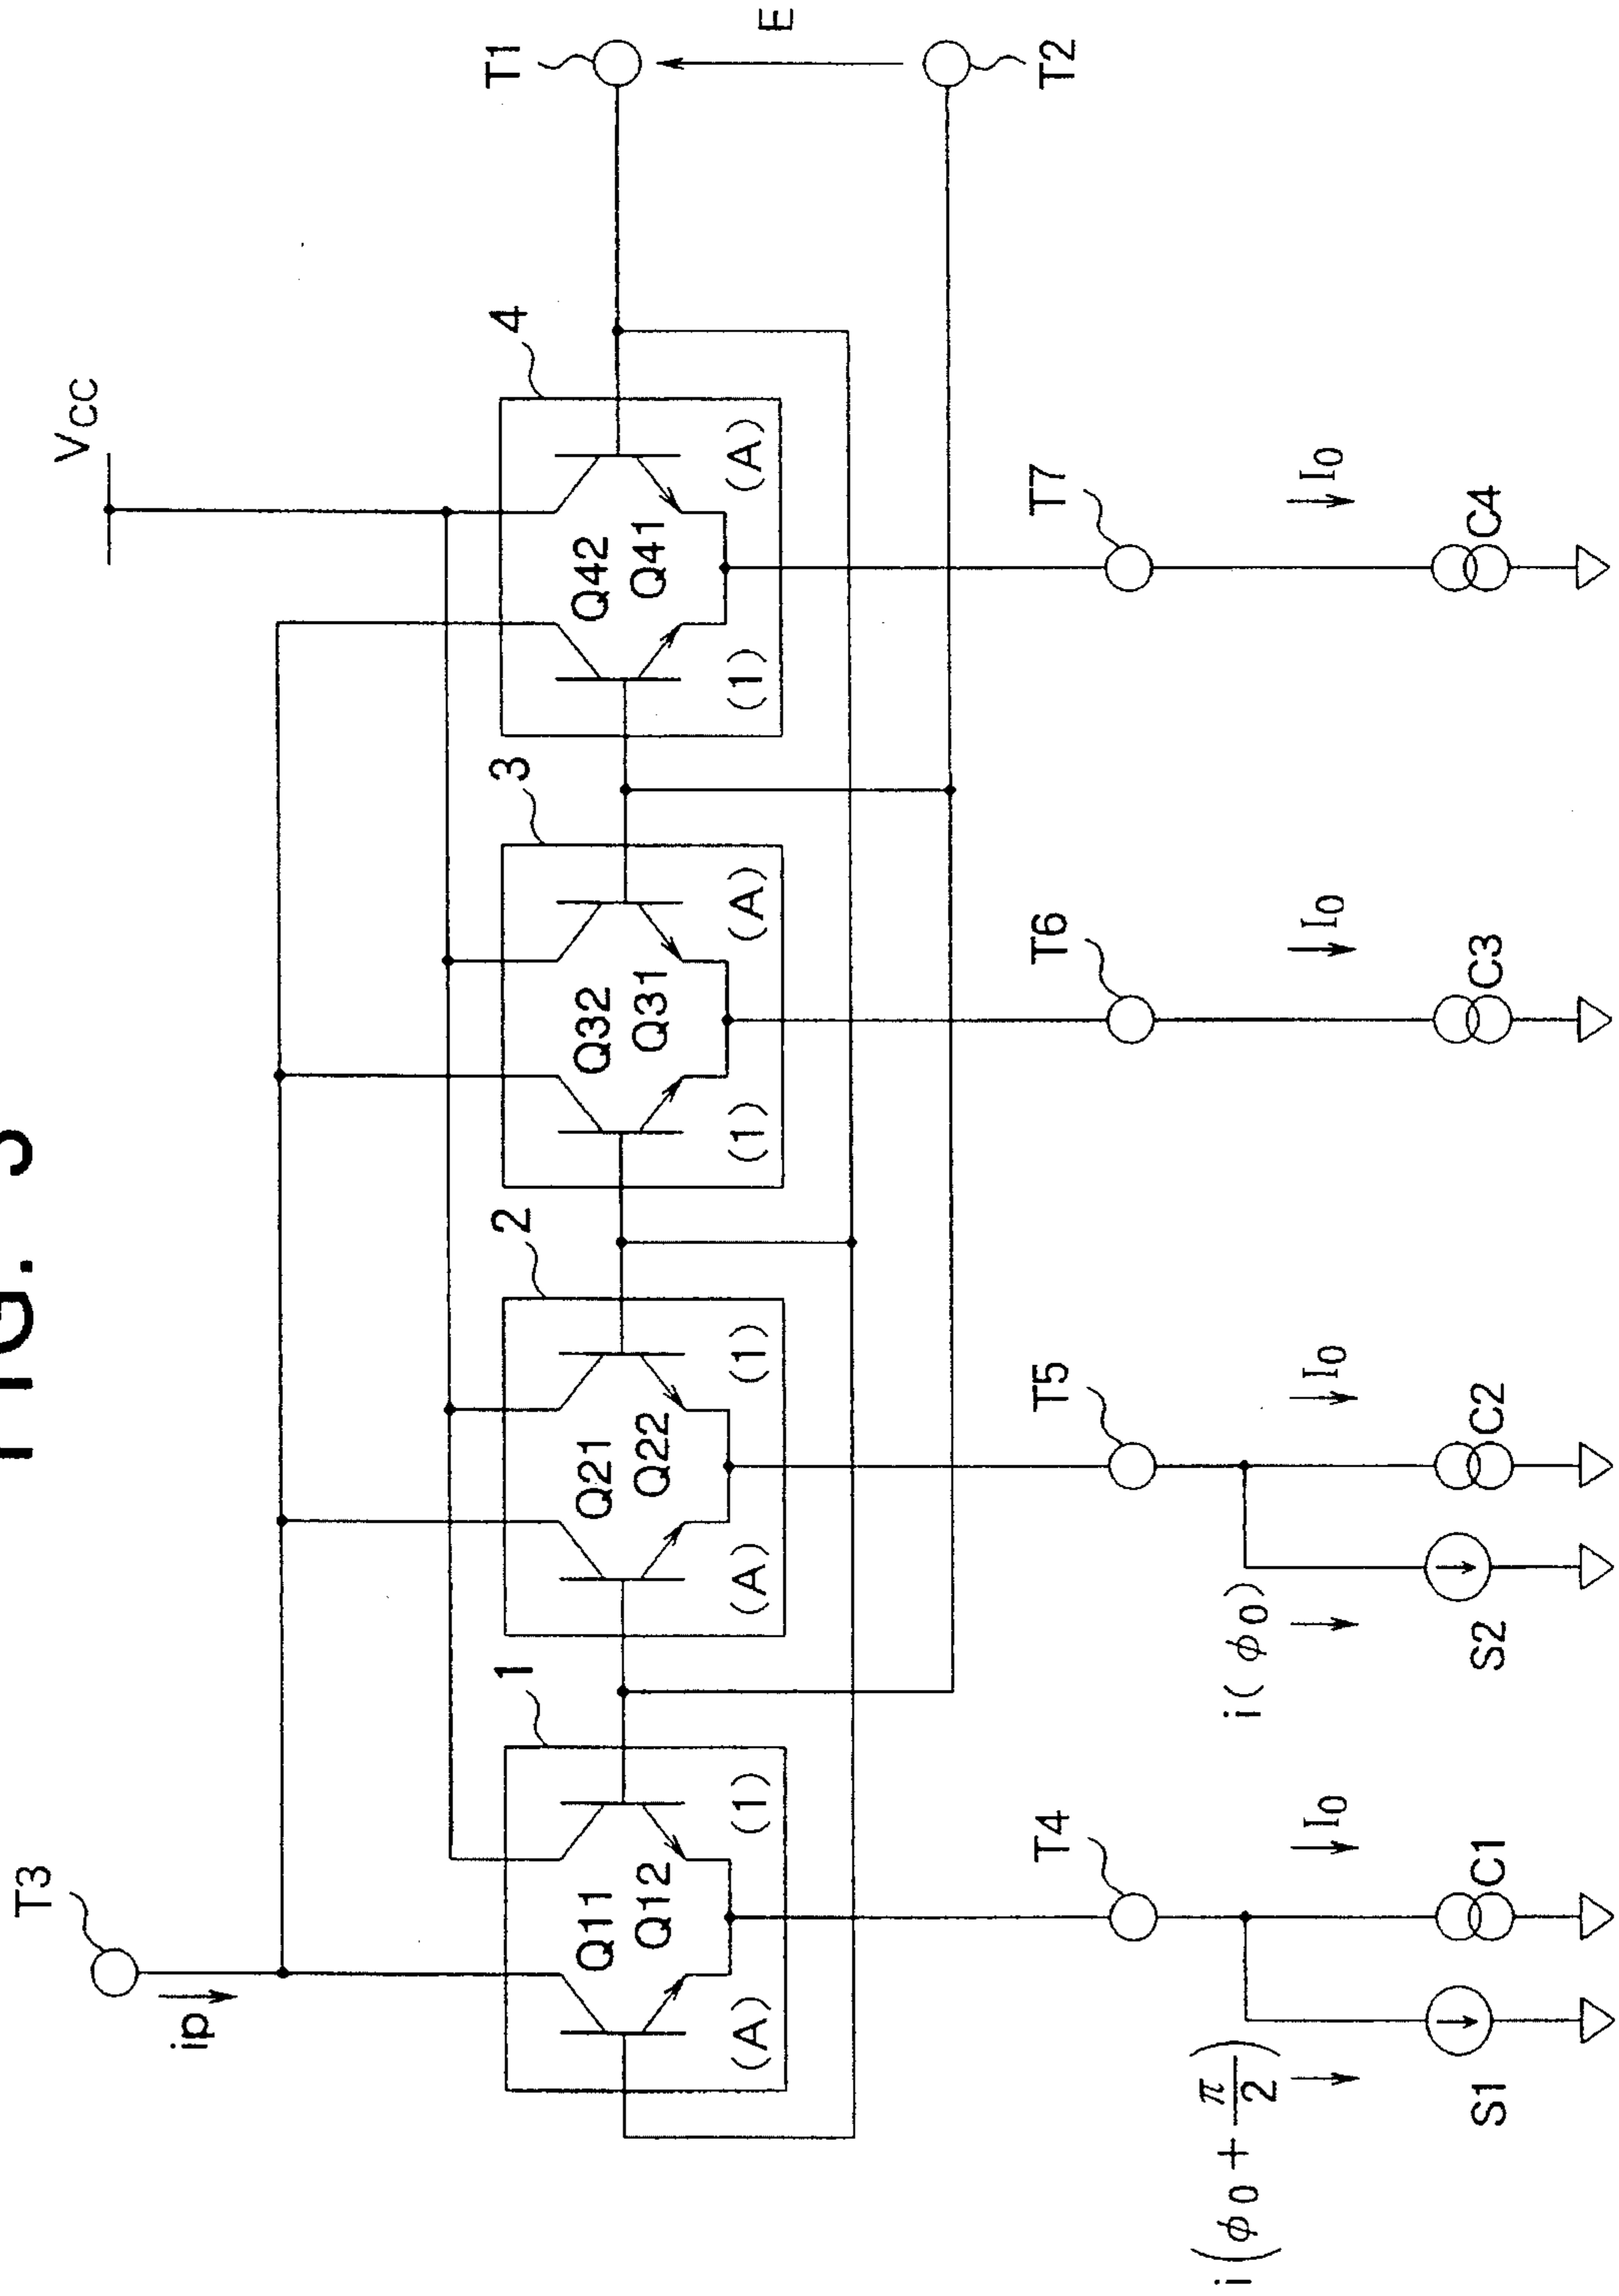 FIG. 3
VCC
T3
ip
T1
E
T2
1
Q11
Q12
(A)
(1)
2
Q21
Q22
(A)
(1)
3
Q32
Q31
(1)
(A)
4
Q42
Q41
(1)
(A)
T4
T5
T6
T7
i(φ0+π/2)
S1
I0
C1
i(φ0)
S2
I0
C2
I0
C3
I0
C4